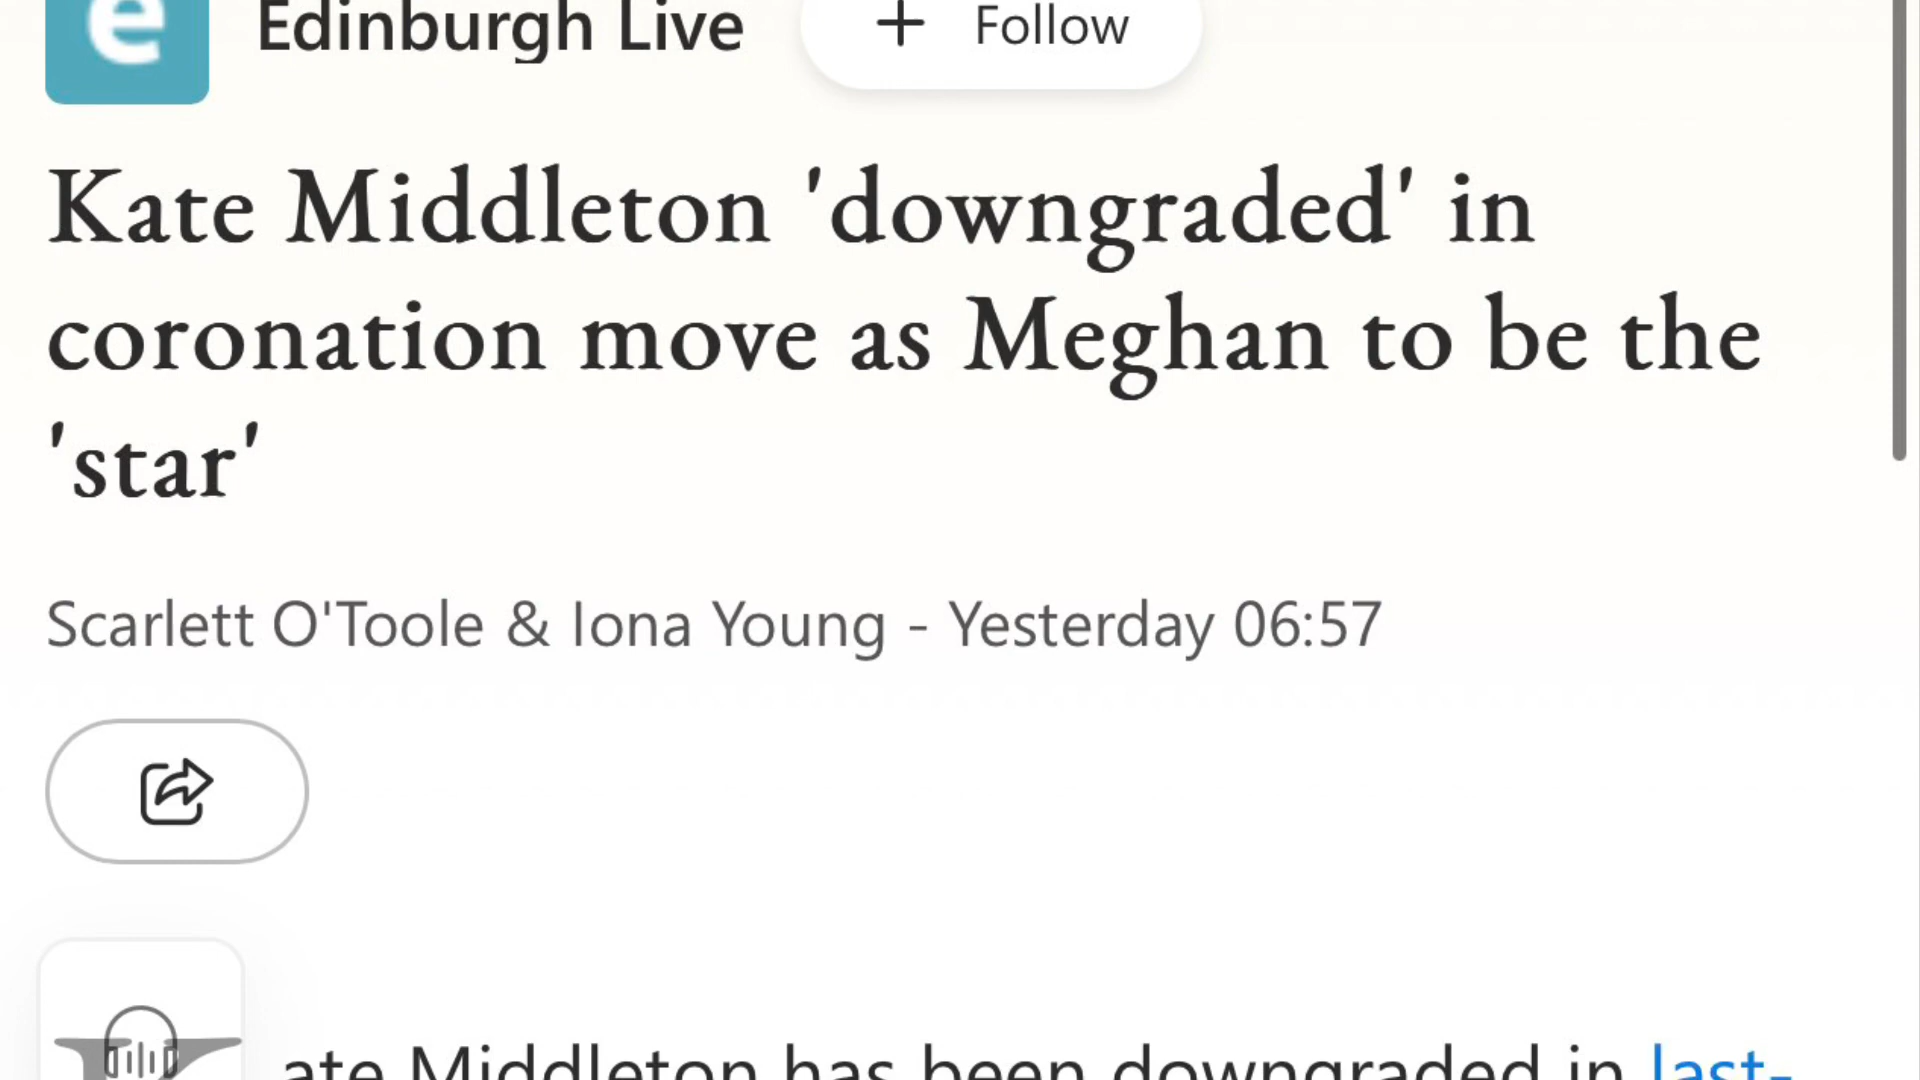 e Edinburgh Live + Follow
Kate Middleton 'downgraded' in
coronation move as Meghan to be the
'star'
Scarlett O'Toole & Iona Young - Yesterday 06:57
Kate Middleton has been downgraded in last-